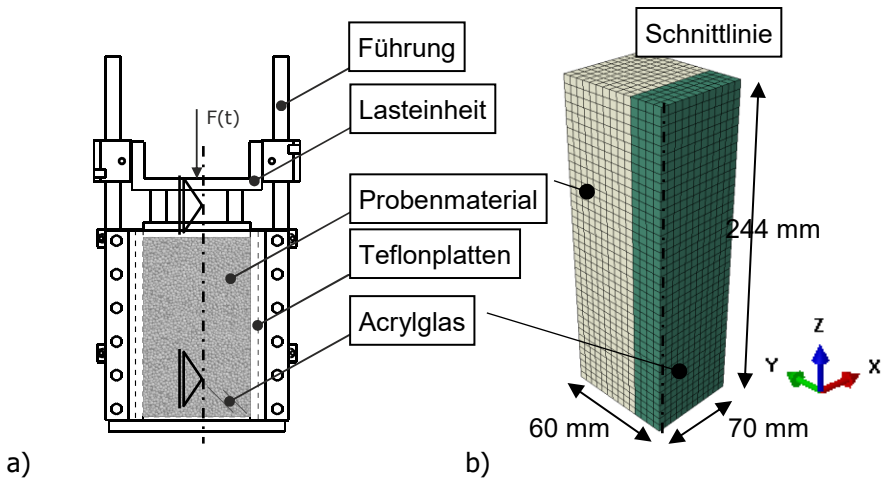 Führung
Schnittlinie
F(t)
Lasteinheit
Probenmaterial
244 mm
Teflonplatten
Acrylglas
Z
Y
X
60 mm
70 mm
a)
b)